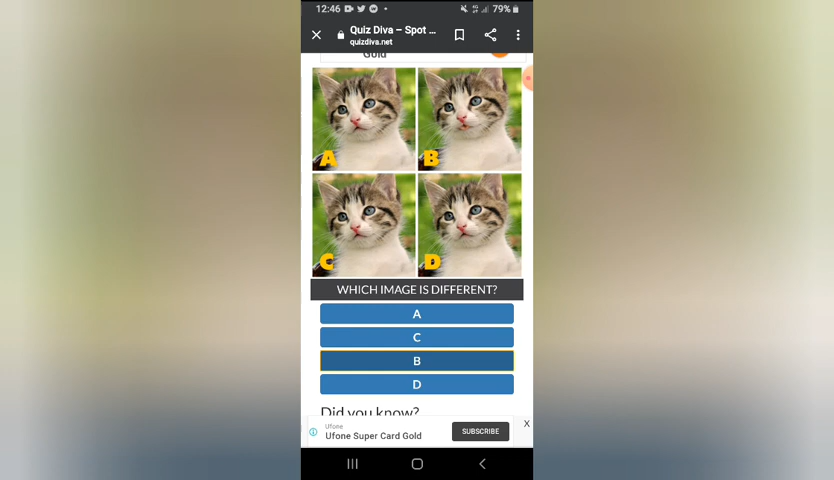 12:46 79%
Quiz Diva – Spot ...
quizdiva.net
Gold
A B
C D
WHICH IMAGE IS DIFFERENT?
A
C
B
D
Did you know?
Ufone
Ufone Super Card Gold
SUBSCRIBE
X